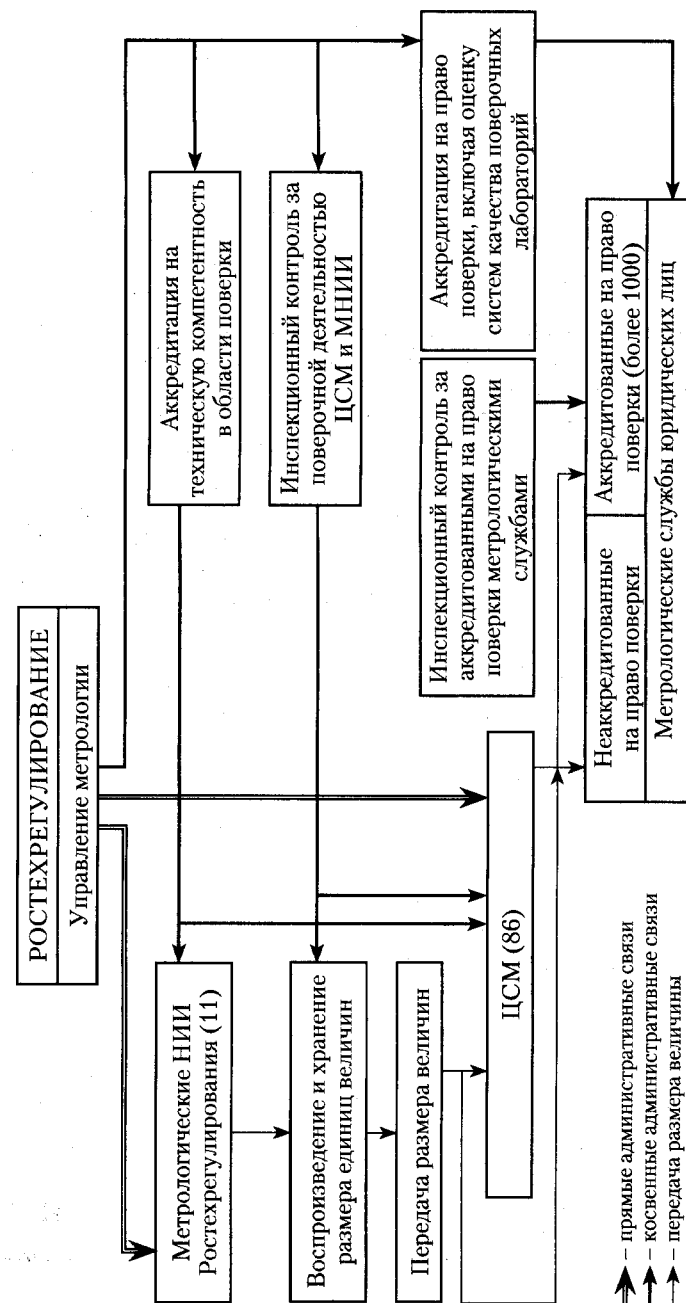 РОСТЕХРЕГУЛИРОВАНИЕ
Управление метрологии
Метрологические НИИ
Ростехрегулирования (11)
Аккредитация на
техническую компетентность
в области поверки
Воспроизведение и хранение
размера единиц величин
Инспекционный контроль за
поверочной деятельностью
ЦСМ и МНИИ
Передача размера величин
Инспекционный контроль за
аккредитованными на право
поверки метрологическими
службами
Аккредитация на право
поверки, включая оценку
систем качества поверочных
лабораторий
ЦСМ (86)
Неаккредитованные
на право поверки
Аккредитованные на право
поверки (более 1000)
Метрологические службы юридических лиц
– прямые административные связи
– косвенные административные связи
– передача размера величины